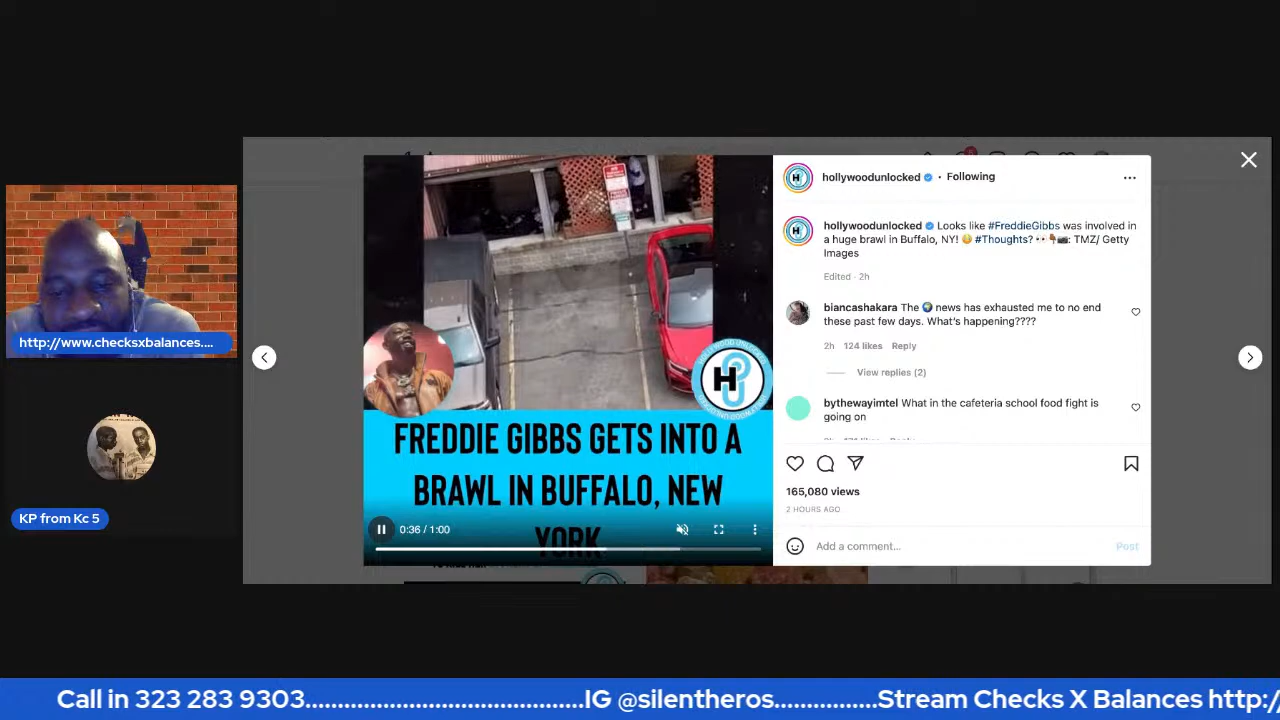 hollywoodunlocked • Following
hollywoodunlocked Looks like #FreddieGibbs was involved in
a huge brawl in Buffalo, NY! 😳 #Thoughts? 👀👇🏾📷: TMZ/ Getty
Images
Edited · 2h
biancashakara The 🌍 news has exhausted me to no end
these past few days. What's happening????
2h 124 likes Reply
View replies (2)
bythewayimtel What in the cafeteria school food fight is
going on
165,080 views
2 HOURS AGO
Add a comment...
Post
H
FREDDIE GIBBS GETS INTO A
BRAWL IN BUFFALO, NEW
YORK
0:36 / 1:00
http://www.checksxbalances....
KP from Kc 5
Call in 323 283 9303............................................IG @silentheros...............Stream Checks X Balances http:/